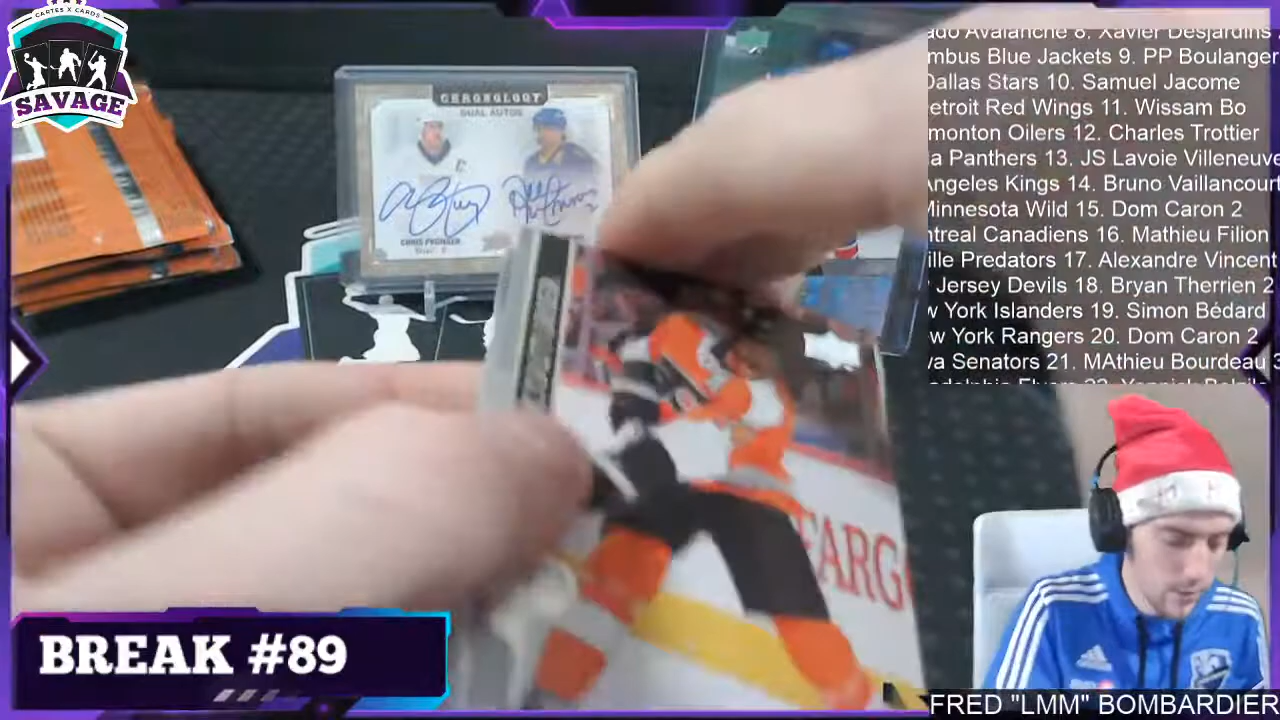 CARTES X CARDS
SAVAGE
CHRONOLOGY
DUAL AUTOS
CHRIS PRONGER
FARG
ado Avalanche 8. Xavier Desjardins
mbus Blue Jackets 9. PP Boulanger
Dallas Stars 10. Samuel Jacome
etroit Red Wings 11. Wissam Bo
monton Oilers 12. Charles Trottier
a Panthers 13. JS Lavoie Villeneuve
Angeles Kings 14. Bruno Vaillancourt
Minnesota Wild 15. Dom Caron 2
ntreal Canadiens 16. Mathieu Filion
ille Predators 17. Alexandre Vincent
Jersey Devils 18. Bryan Therrien 2
w York Islanders 19. Simon Bédard
w York Rangers 20. Dom Caron 2
va Senators 21. MAthieu Bourdeau 3
adidas
BREAK #89
FRED "LMM" BOMBARDIER